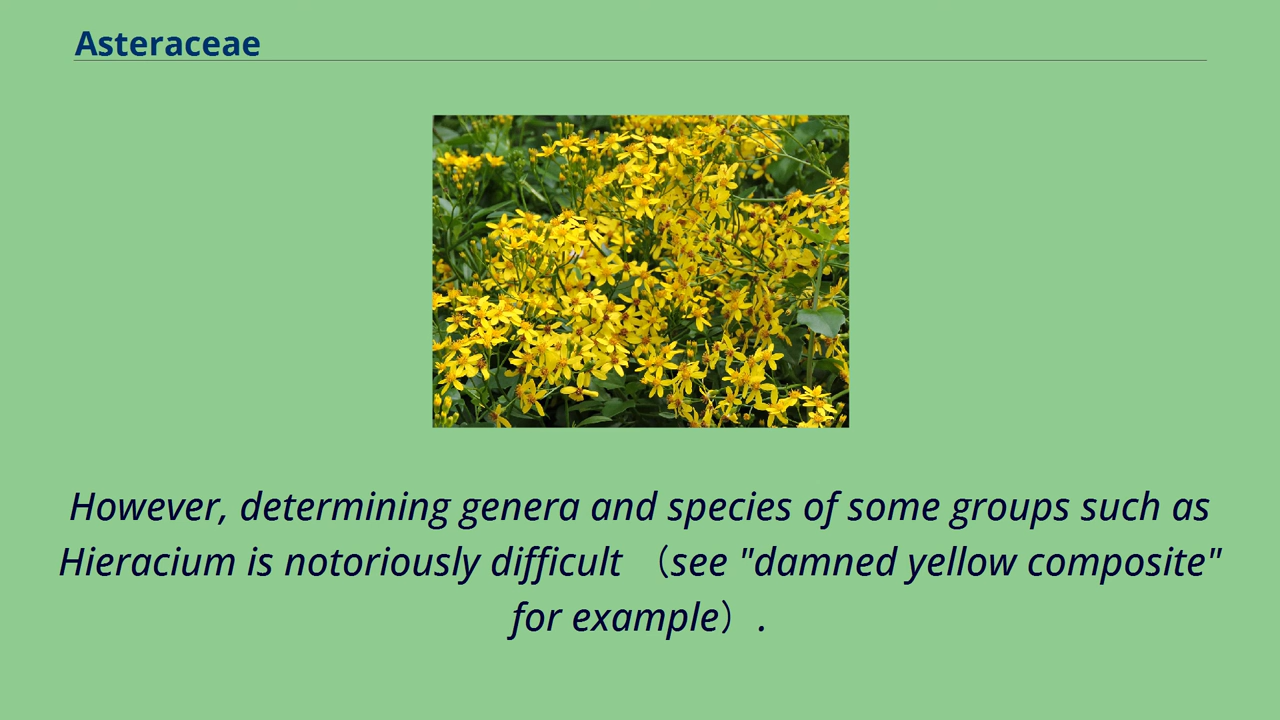 Asteraceae
However, determining genera and species of some groups such as
Hieracium is notoriously difficult （see "damned yellow composite"
for example）.